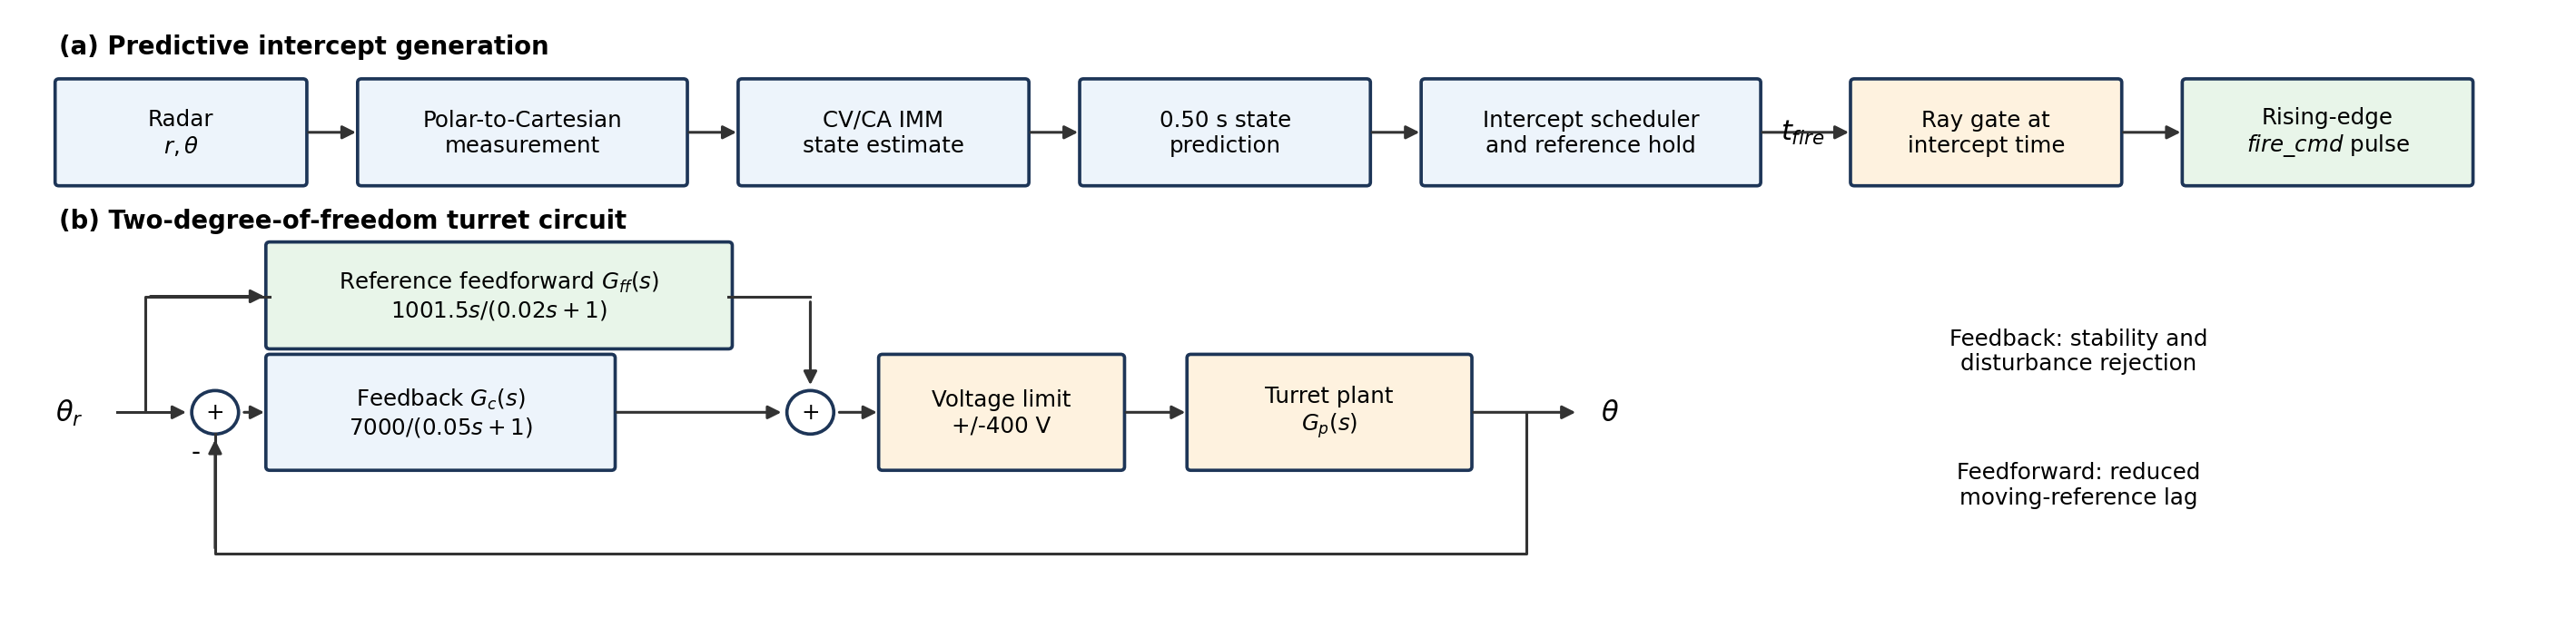 (a) Predictive intercept generation
Radar
r, θ
Polar-to-Cartesian
measurement
CV/CA IMM
state estimate
0.50 s state
prediction
Intercept scheduler
and reference hold
t_fire
Ray gate at
intercept time
Rising-edge
fire_cmd pulse
(b) Two-degree-of-freedom turret circuit
Reference feedforward G_ff(s)
1001.5s/(0.02s + 1)
θ_r
+
-
Feedback G_c(s)
7000/(0.05s + 1)
+
Voltage limit
+/-400 V
Turret plant
G_p(s)
θ
Feedback: stability and
disturbance rejection
Feedforward: reduced
moving-reference lag